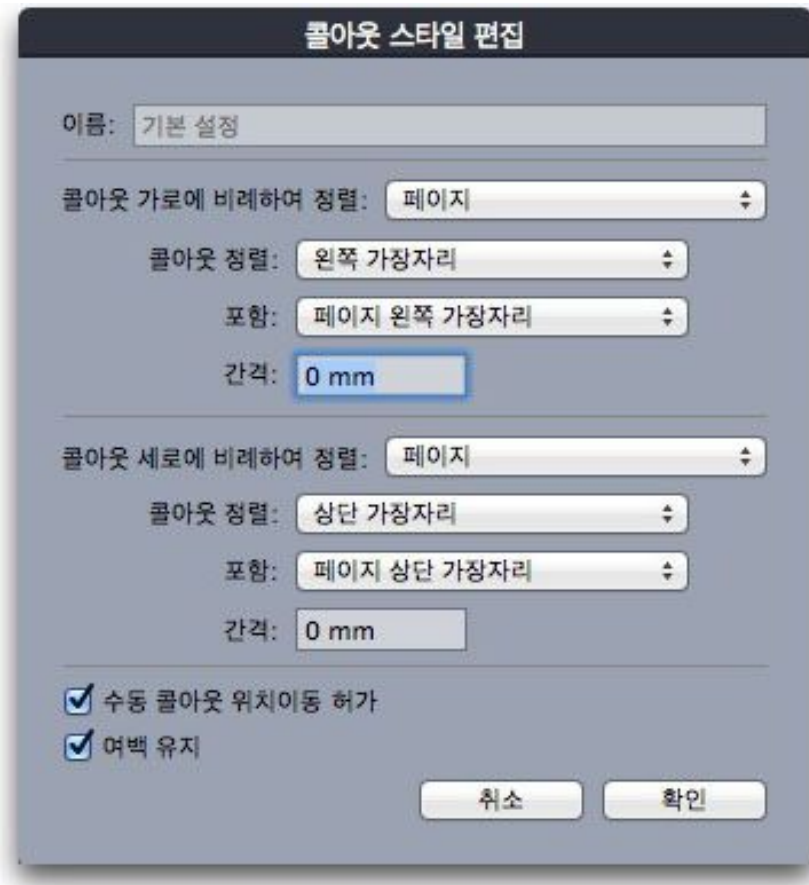 콜아웃 스타일 편집
이름: 기본 설정
콜아웃 가로에 비례하여 정렬: 페이지
콜아웃 정렬: 왼쪽 가장자리
포함: 페이지 왼쪽 가장자리
간격: 0 mm
콜아웃 세로에 비례하여 정렬: 페이지
콜아웃 정렬: 상단 가장자리
포함: 페이지 상단 가장자리
간격: 0 mm
수동 콜아웃 위치이동 허가
여백 유지
취소 확인